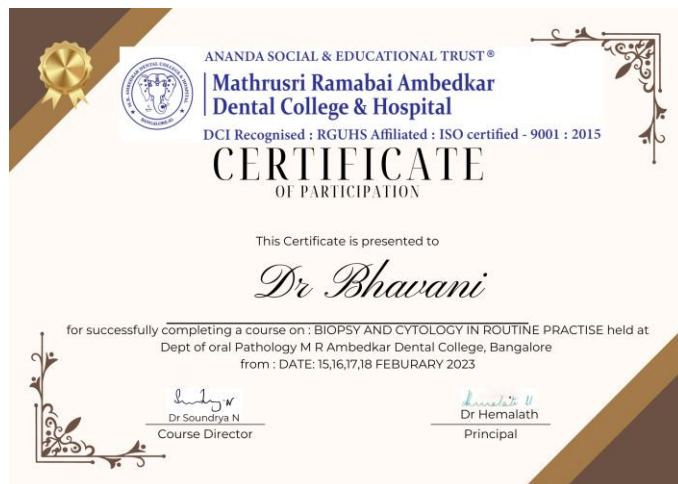 ANANDA SOCIAL & EDUCATIONAL TRUST®
Mathrusri Ramabai Ambedkar
Dental College & Hospital
DCI Recognised : RGUHS Affiliated : ISO certified - 9001 : 2015
CERTIFICATE
OF PARTICIPATION
This Certificate is presented to
Dr Bhavani
for successfully completing a course on : BIOPSY AND CYTOLOGY IN ROUTINE PRACTISE held at
Dept of oral Pathology M R Ambedkar Dental College, Bangalore
from : DATE: 15,16,17,18 FEBURARY 2023
Dr Soundrya N
Course Director
Dr Hemalath
Principal